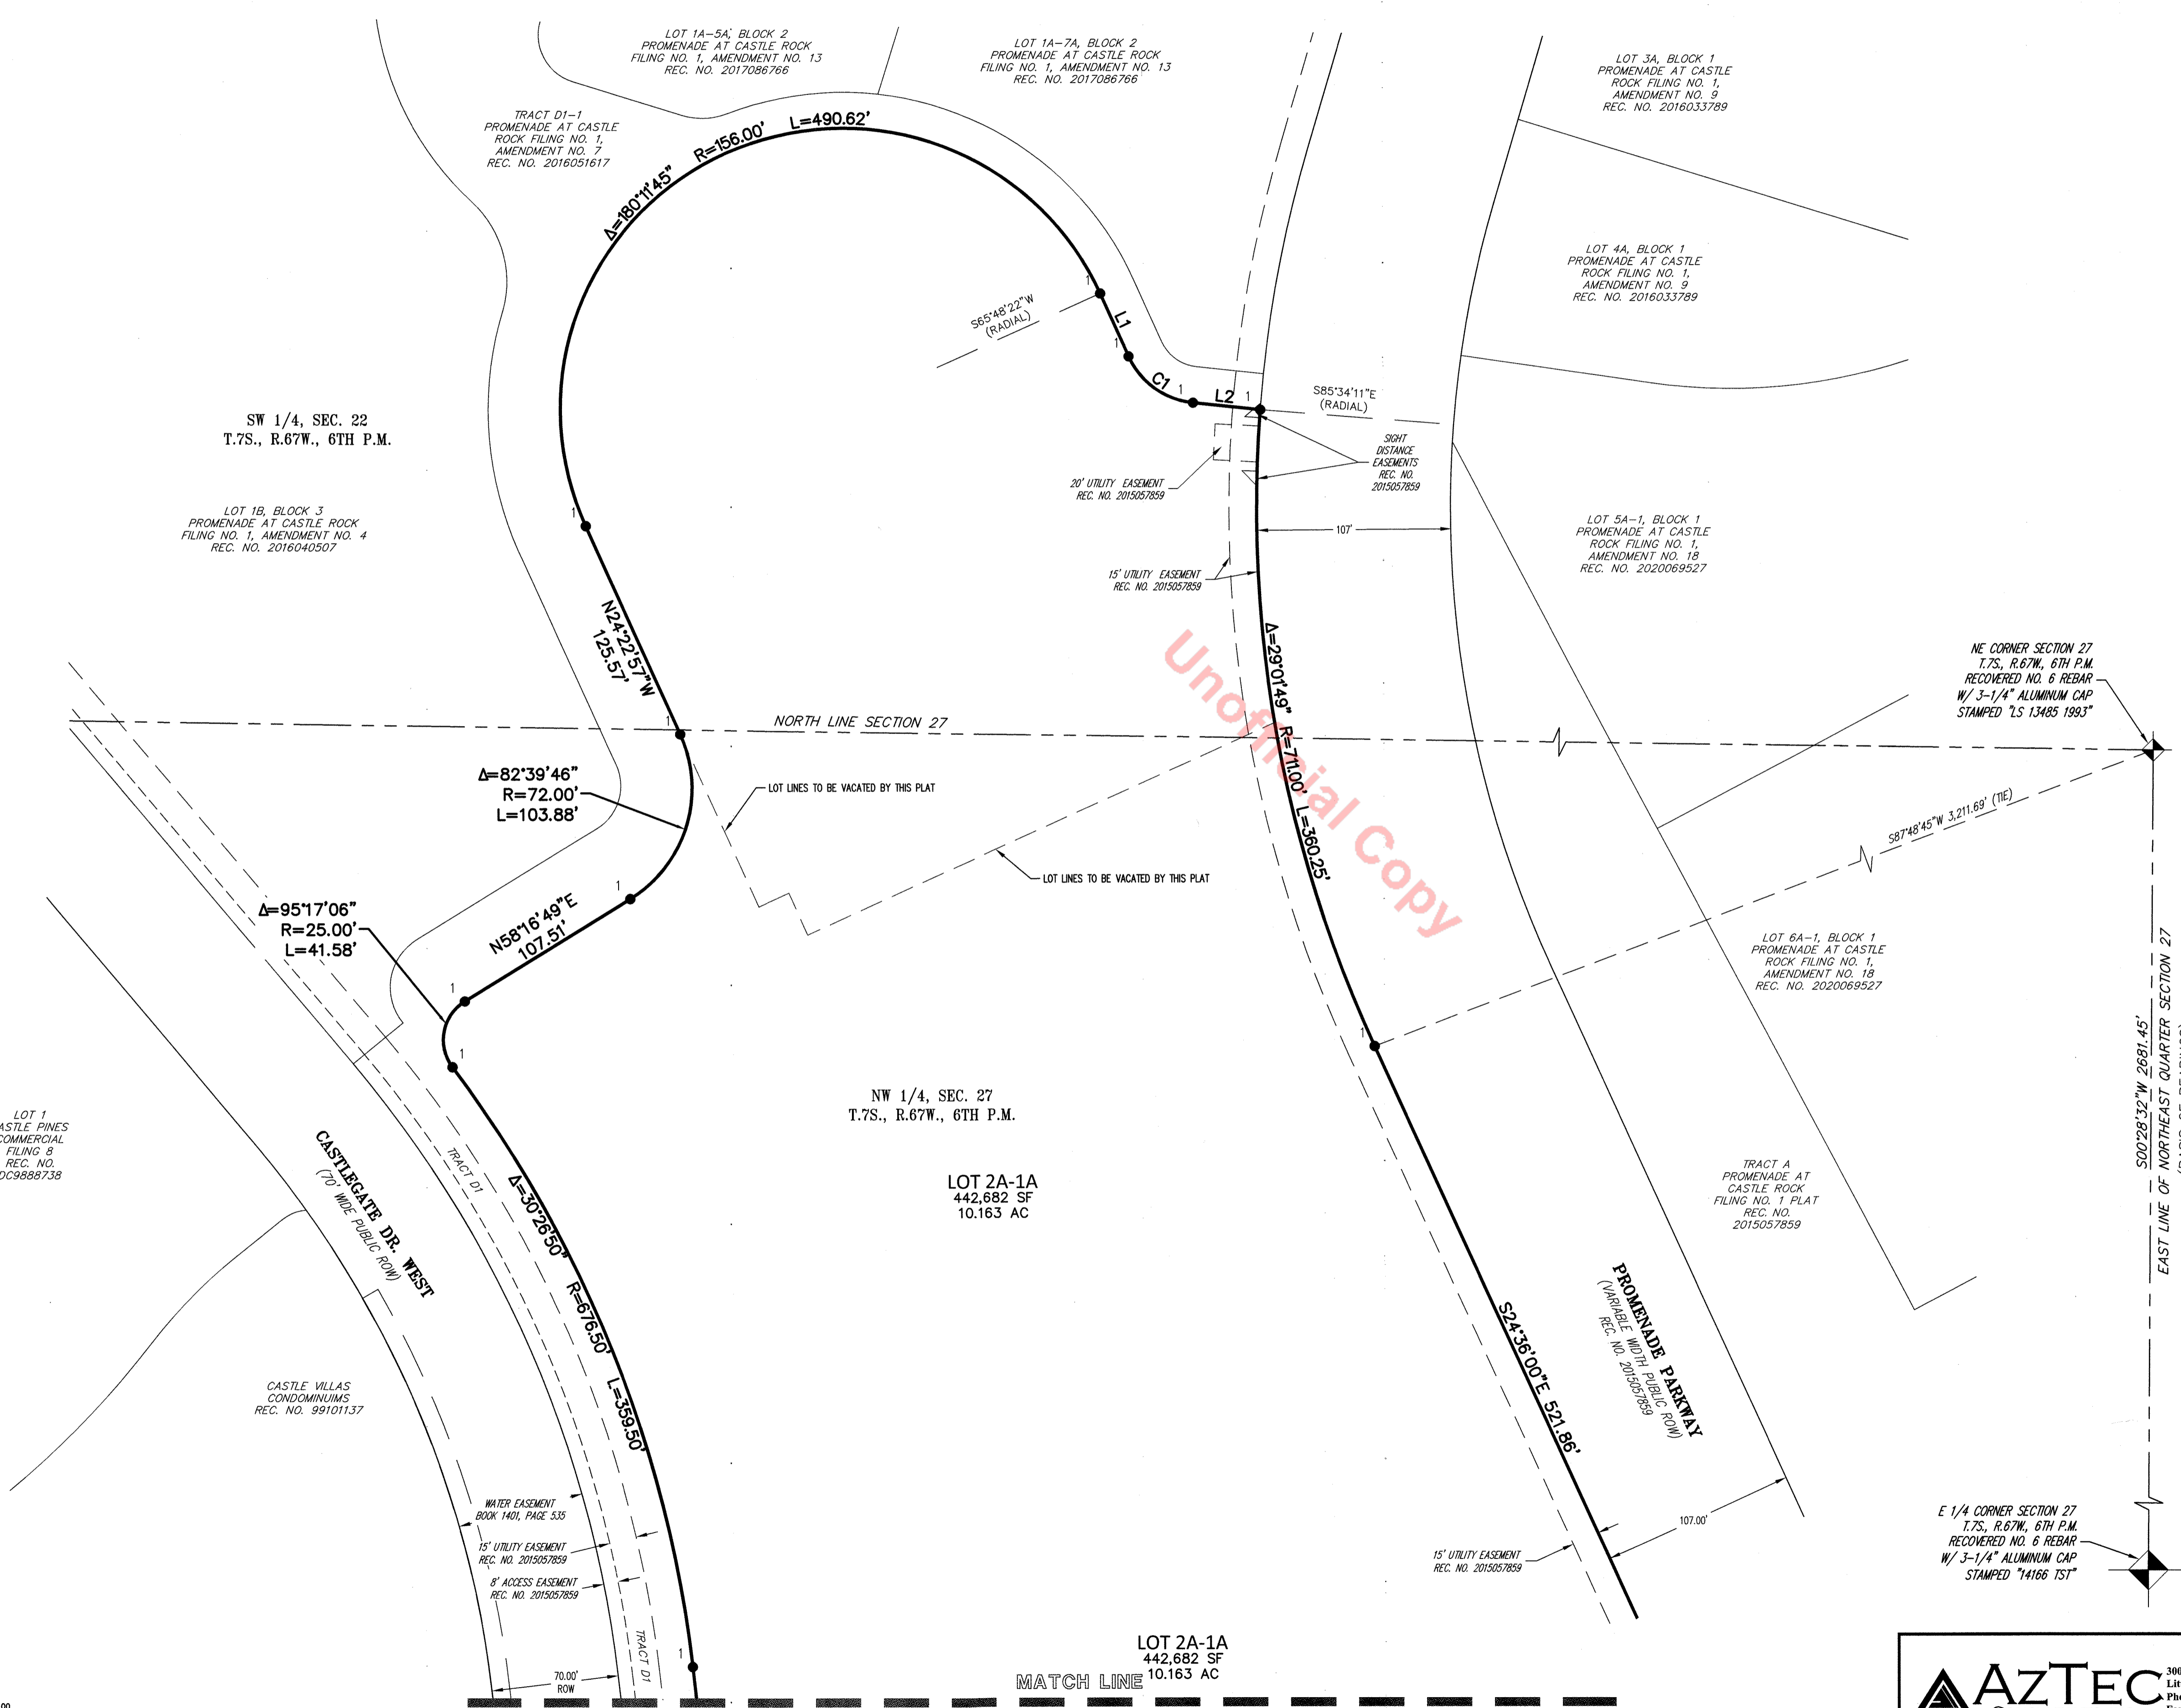 LOT 1A-5A, BLOCK 2
PROMENADE AT CASTLE ROCK
FILING NO. 1, AMENDMENT NO. 13
REC. NO. 2017086766
LOT 1A-7A, BLOCK 2
PROMENADE AT CASTLE ROCK
FILING NO. 1, AMENDMENT NO. 13
REC. NO. 2017086766
LOT 3A, BLOCK 1
PROMENADE AT CASTLE
ROCK FILING NO. 1,
AMENDMENT NO. 9
REC. NO. 2016033789
TRACT D1-1
PROMENADE AT CASTLE
ROCK FILING NO. 1,
AMENDMENT NO. 7
REC. NO. 2016051617
Δ=180°11'45" R=156.00' L=490.62'
LOT 4A, BLOCK 1
PROMENADE AT CASTLE
ROCK FILING NO. 1,
AMENDMENT NO. 9
REC. NO. 2016033789
S65°48'22"W
(RADIAL)
1
L1
1
C1
1
L2
1
S85°34'11"E
(RADIAL)
SIGHT
DISTANCE
EASEMENTS
REC. NO.
2015057859
SW 1/4, SEC. 22
T.7S., R.67W., 6TH P.M.
20' UTILITY EASEMENT
REC. NO. 2015057859
LOT 1B, BLOCK 3
PROMENADE AT CASTLE ROCK
FILING NO. 1, AMENDMENT NO. 4
REC. NO. 2016040507
1
107'
LOT 5A-1, BLOCK 1
PROMENADE AT CASTLE
ROCK FILING NO. 1,
AMENDMENT NO. 18
REC. NO. 2020069527
15' UTILITY EASEMENT
REC. NO. 2015057859
N24°22'57"W
125.57'
Δ=29°01'49" R=711.00' L=360.25'
Unofficial Copy
NE CORNER SECTION 27
T.7S., R.67W., 6TH P.M.
RECOVERED NO. 6 REBAR
W/ 3-1/4" ALUMINUM CAP
STAMPED "LS 13485 1993"
1
NORTH LINE SECTION 27
Δ=82°39'46"
R=72.00'
L=103.88'
LOT LINES TO BE VACATED BY THIS PLAT
S87°48'45"W 3,211.69' (TIE)
LOT LINES TO BE VACATED BY THIS PLAT
1
Δ=95°17'06"
R=25.00'
L=41.58'
N58°16'49"E
107.51'
1
LOT 6A-1, BLOCK 1
PROMENADE AT CASTLE
ROCK FILING NO. 1,
AMENDMENT NO. 18
REC. NO. 2020069527
1
1
S00°28'32"W 2681.45'
EAST LINE OF NORTHEAST QUARTER SECTION 27
NW 1/4, SEC. 27
T.7S., R.67W., 6TH P.M.
LOT 1
COMMERCIAL
FILING 8
REC. NO.
DC9888738
CASTLEGATE DR. WEST
(70' WIDE PUBLIC ROW)
TRACT D1
Δ=30°26'50" R=676.50' L=359.50'
LOT 2A-1A
442,682 SF
10.163 AC
TRACT A
PROMENADE AT
CASTLE ROCK
FILING NO. 1 PLAT
REC. NO.
2015057859
PROMENADE PARKWAY
(VARIABLE WIDTH PUBLIC ROW)
REC. NO. 2015057859
S24°36'00"E 521.86'
CASTLE VILLAS
CONDOMINUIMS
REC. NO. 99101137
WATER EASEMENT
BOOK 1401, PAGE 535
15' UTILITY EASEMENT
REC. NO. 2015057859
8' ACCESS EASEMENT
REC. NO. 2015057859
107.00'
15' UTILITY EASEMENT
REC. NO. 2015057859
E 1/4 CORNER SECTION 27
T.7S., R.67W., 6TH P.M.
RECOVERED NO. 6 REBAR
W/ 3-1/4" ALUMINUM CAP
STAMPED "14166 TST"
1
TRACT D1
70.00'
ROW
LOT 2A-1A
442,682 SF
10.163 AC
MATCH LINE
AZTEC
300